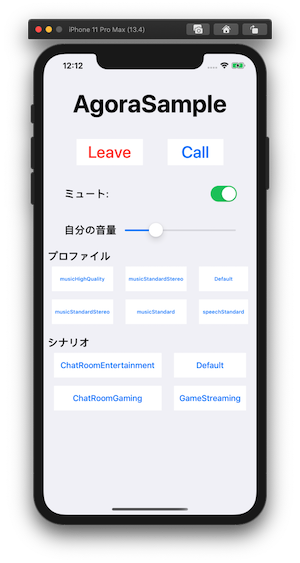 iPhone 11 Pro Max (13.4)
12:12
AgoraSample
Leave Call
ミュート:
自分の音量
プロファイル
musicHighQuality musicStandardStereo Default
musicStandardStereo musicStandard speechStandard
シナリオ
ChatRoomEntertainment Default
ChatRoomGaming GameStreaming